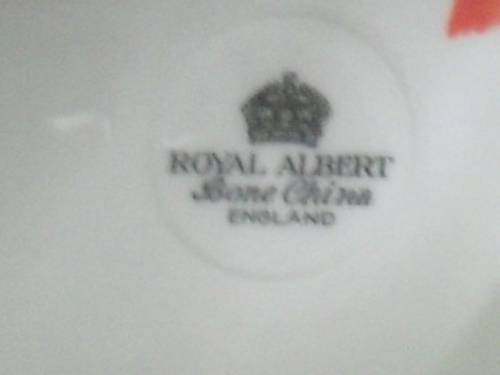 ROYAL ALBERT
Bone China
ENGLAND